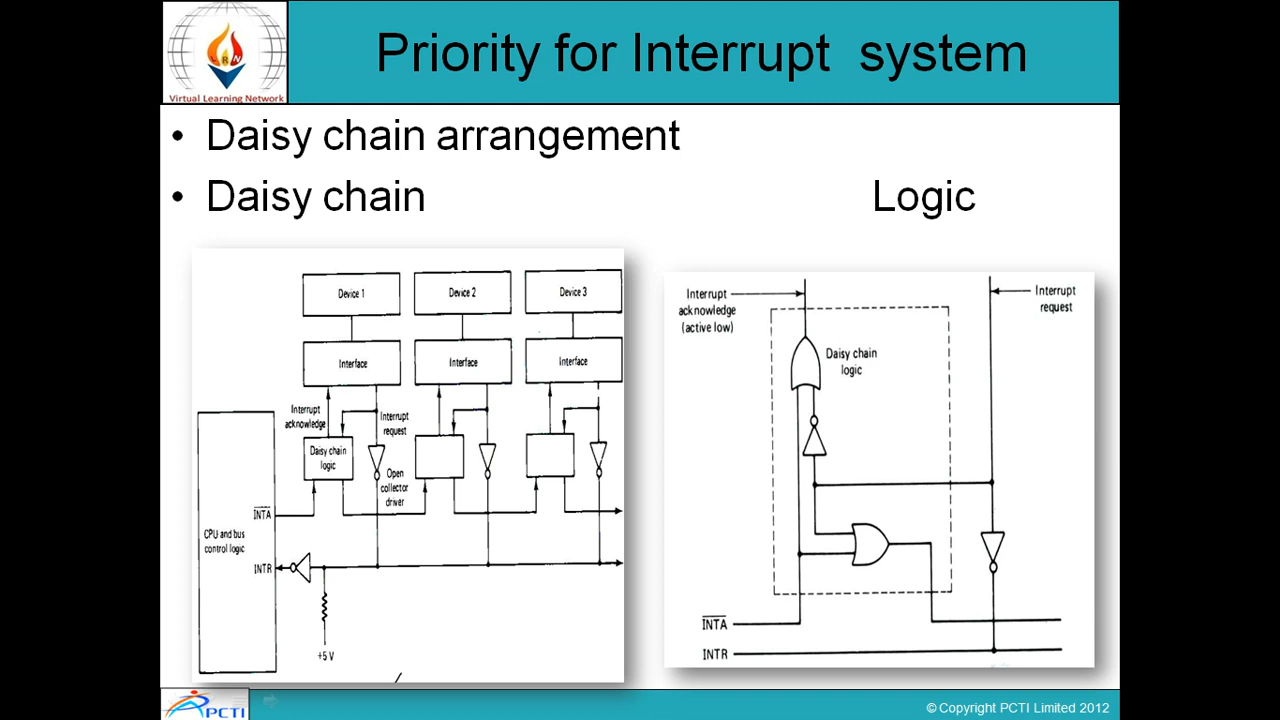 Priority for Interrupt system
LRN
Virtual Learning Network
• Daisy chain arrangement
• Daisy chain Logic
Device 1
Device 2
Device 3
Interface
Interface
Interface
Interrupt
acknowledge
Interrupt
request
Daisy chain
logic
Open
collector
driver
INTA
CPU and bus
control logic
INTR
+5 V
Interrupt
acknowledge
(active low)
Interrupt
request
Daisy chain
logic
INTA
INTR
PCTI
© Copyright PCTI Limited 2012